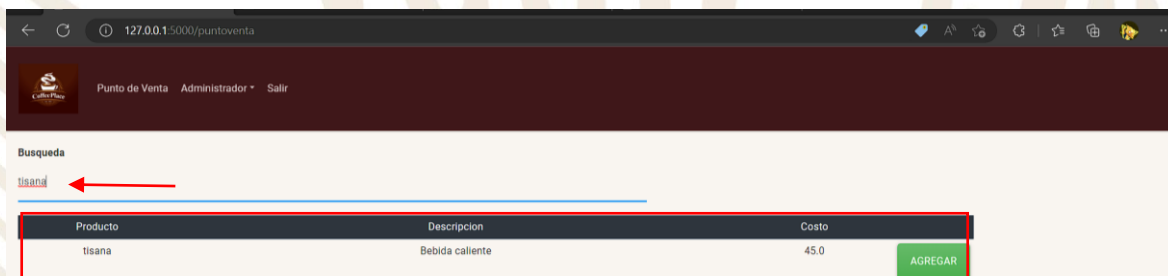 127.0.0.1:5000/puntoventa
Coffee Place
Punto de Venta Administrador Salir
Busqueda
tisana
Producto Descripcion Costo
tisana Bebida caliente 45.0 AGREGAR